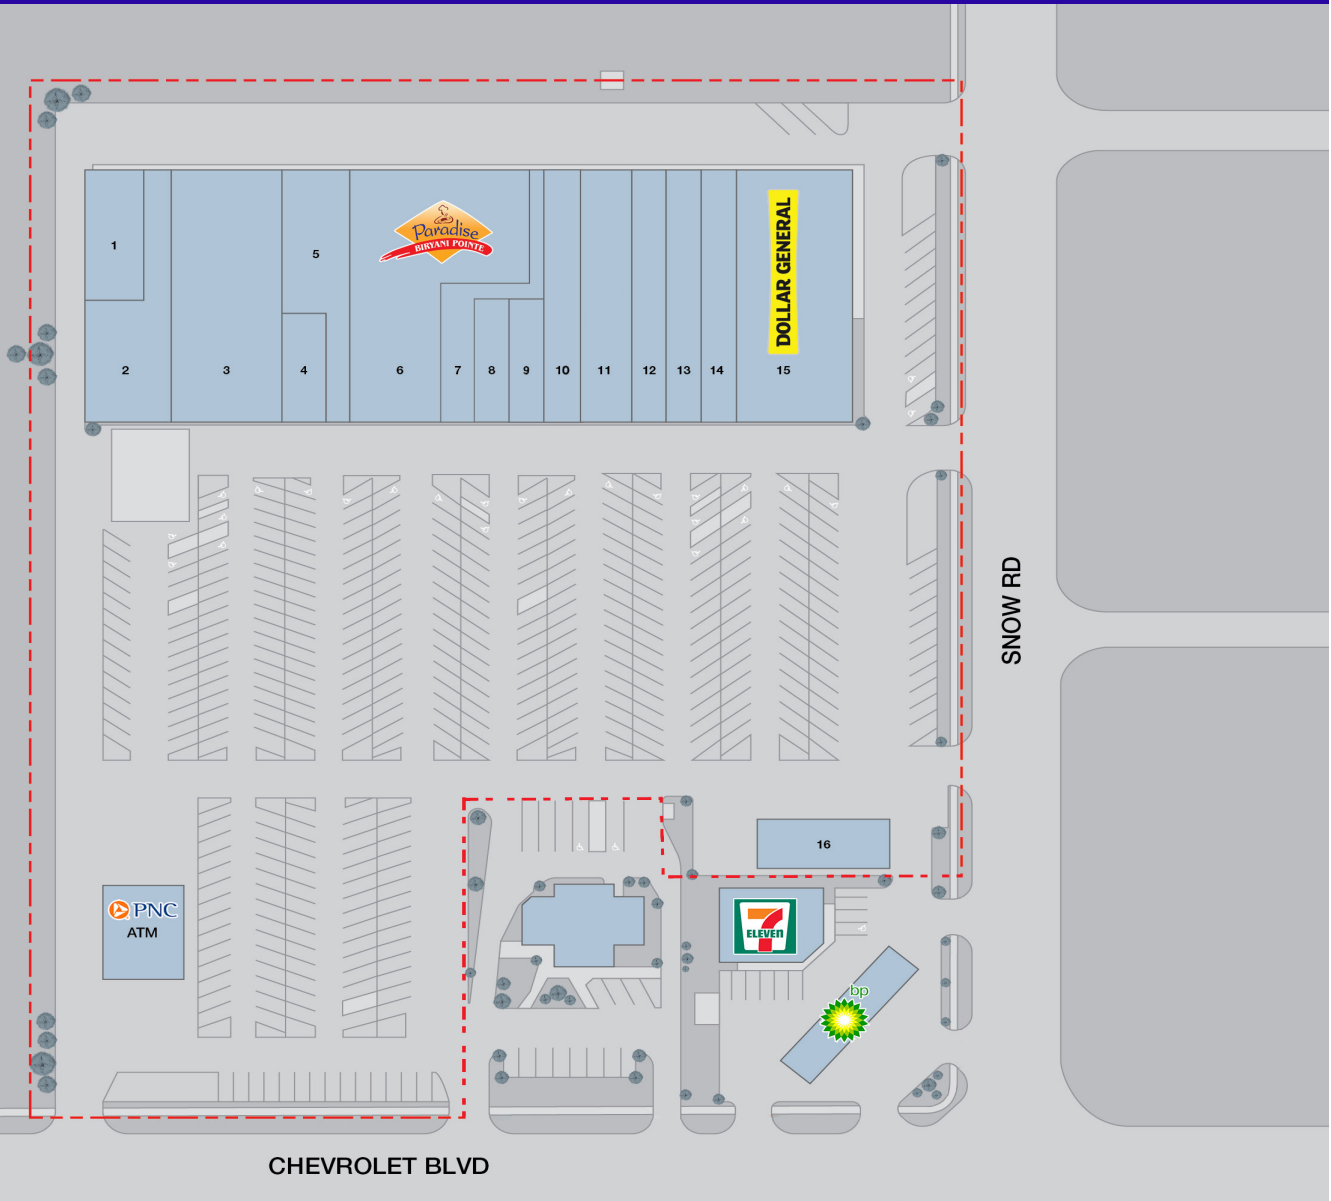 1
5
Paradise
BIRYANI POINTE
DOLLAR GENERAL
2
3
4
6
7
8
9
10
11
12
13
14
15
SNOW RD
16
PNC
ATM
7
ELEVEN
bp
CHEVROLET BLVD